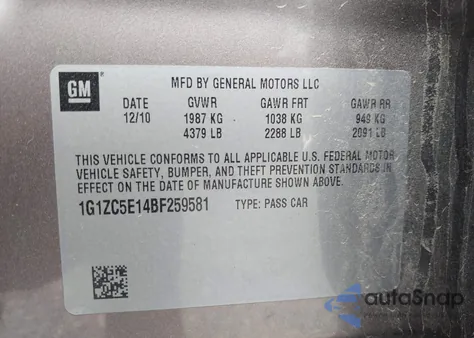 GM
MFD BY GENERAL MOTORS LLC
DATE GVWR GAWR FRT GAWR RR
12/10 1987 KG 1038 KG 949 KG
4379 LB 2288 LB 2091 LB
THIS VEHICLE CONFORMS TO ALL APPLICABLE U.S. FEDERAL MOTOR
VEHICLE SAFETY, BUMPER, AND THEFT PREVENTION STANDARDS IN
EFFECT ON THE DATE OF MANUFACTURE SHOWN ABOVE.
1G1ZC5E14BF259581 TYPE: PASS CAR
autoSnap